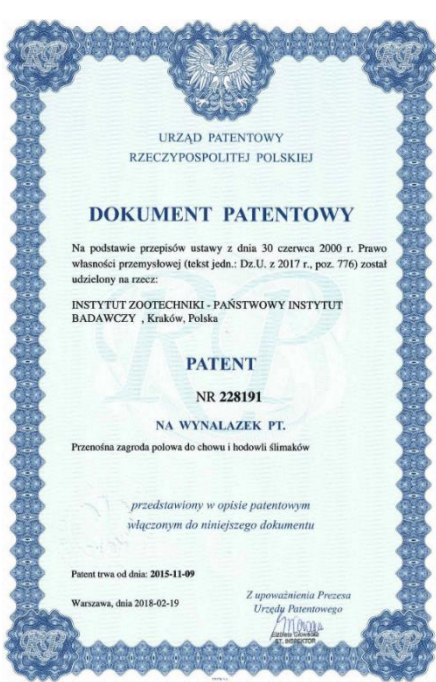 URZĄD PATENTOWY
RZECZYPOSPOLITEJ POLSKIEJ
DOKUMENT PATENTOWY
Na podstawie przepisów ustawy z dnia 30 czerwca 2000 r. Prawo
własności przemysłowej (tekst jedn.: Dz.U. z 2017 r., poz. 776) został
udzielony na rzecz:
INSTYTUT ZOOTECHNIKI - PAŃSTWOWY INSTYTUT
BADAWCZY , Kraków, Polska
PATENT
NR 228191
NA WYNALAZEK PT.
Przenośna zagroda polowa do chowu i hodowli ślimaków
przedstawiony w opisie patentowym
włączonym do niniejszego dokumentu
Patent trwa od dnia: 2015-11-09
Warszawa, dnia 2018-02-19
Z upoważnienia Prezesa
Urzędu Patentowego
ST. INSPEKTOR